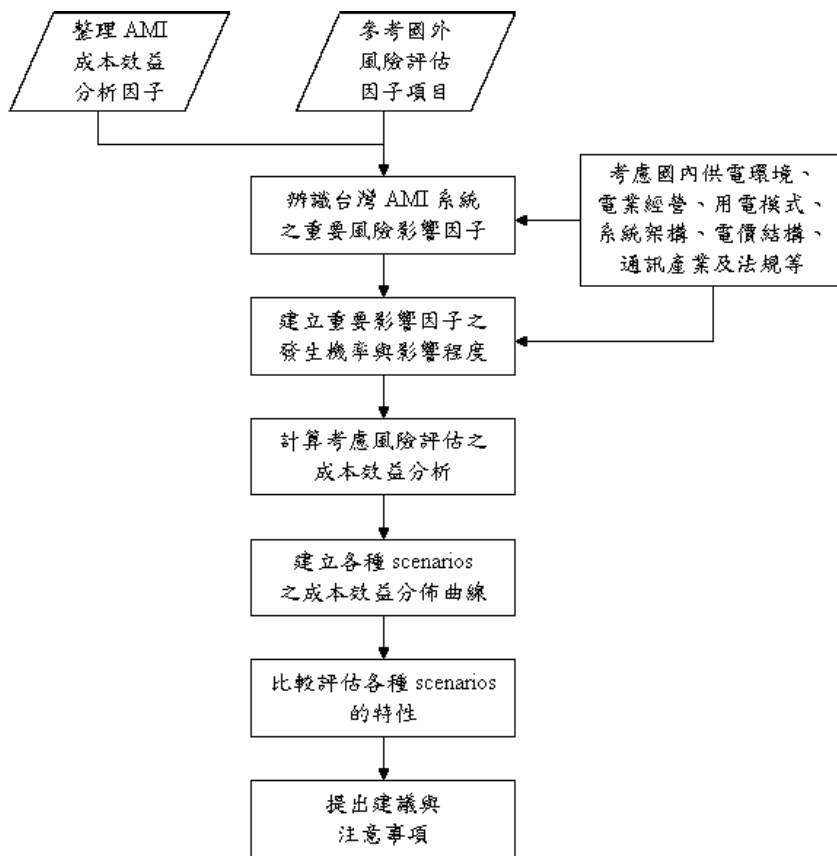 整理 AMI
成本效益
分析因子
參考國外
風險評估
因子項目
辨識台灣 AMI 系統
之重要風險影響因子
考慮國內供電環境、
電業經營、用電模式、
系統架構、電價結構、
通訊產業及法規等
建立重要影響因子之
發生機率與影響程度
計算考慮風險評估之
成本效益分析
建立各種 scenarios
之成本效益分佈曲線
比較評估各種 scenarios
的特性
提出建議與
注意事項